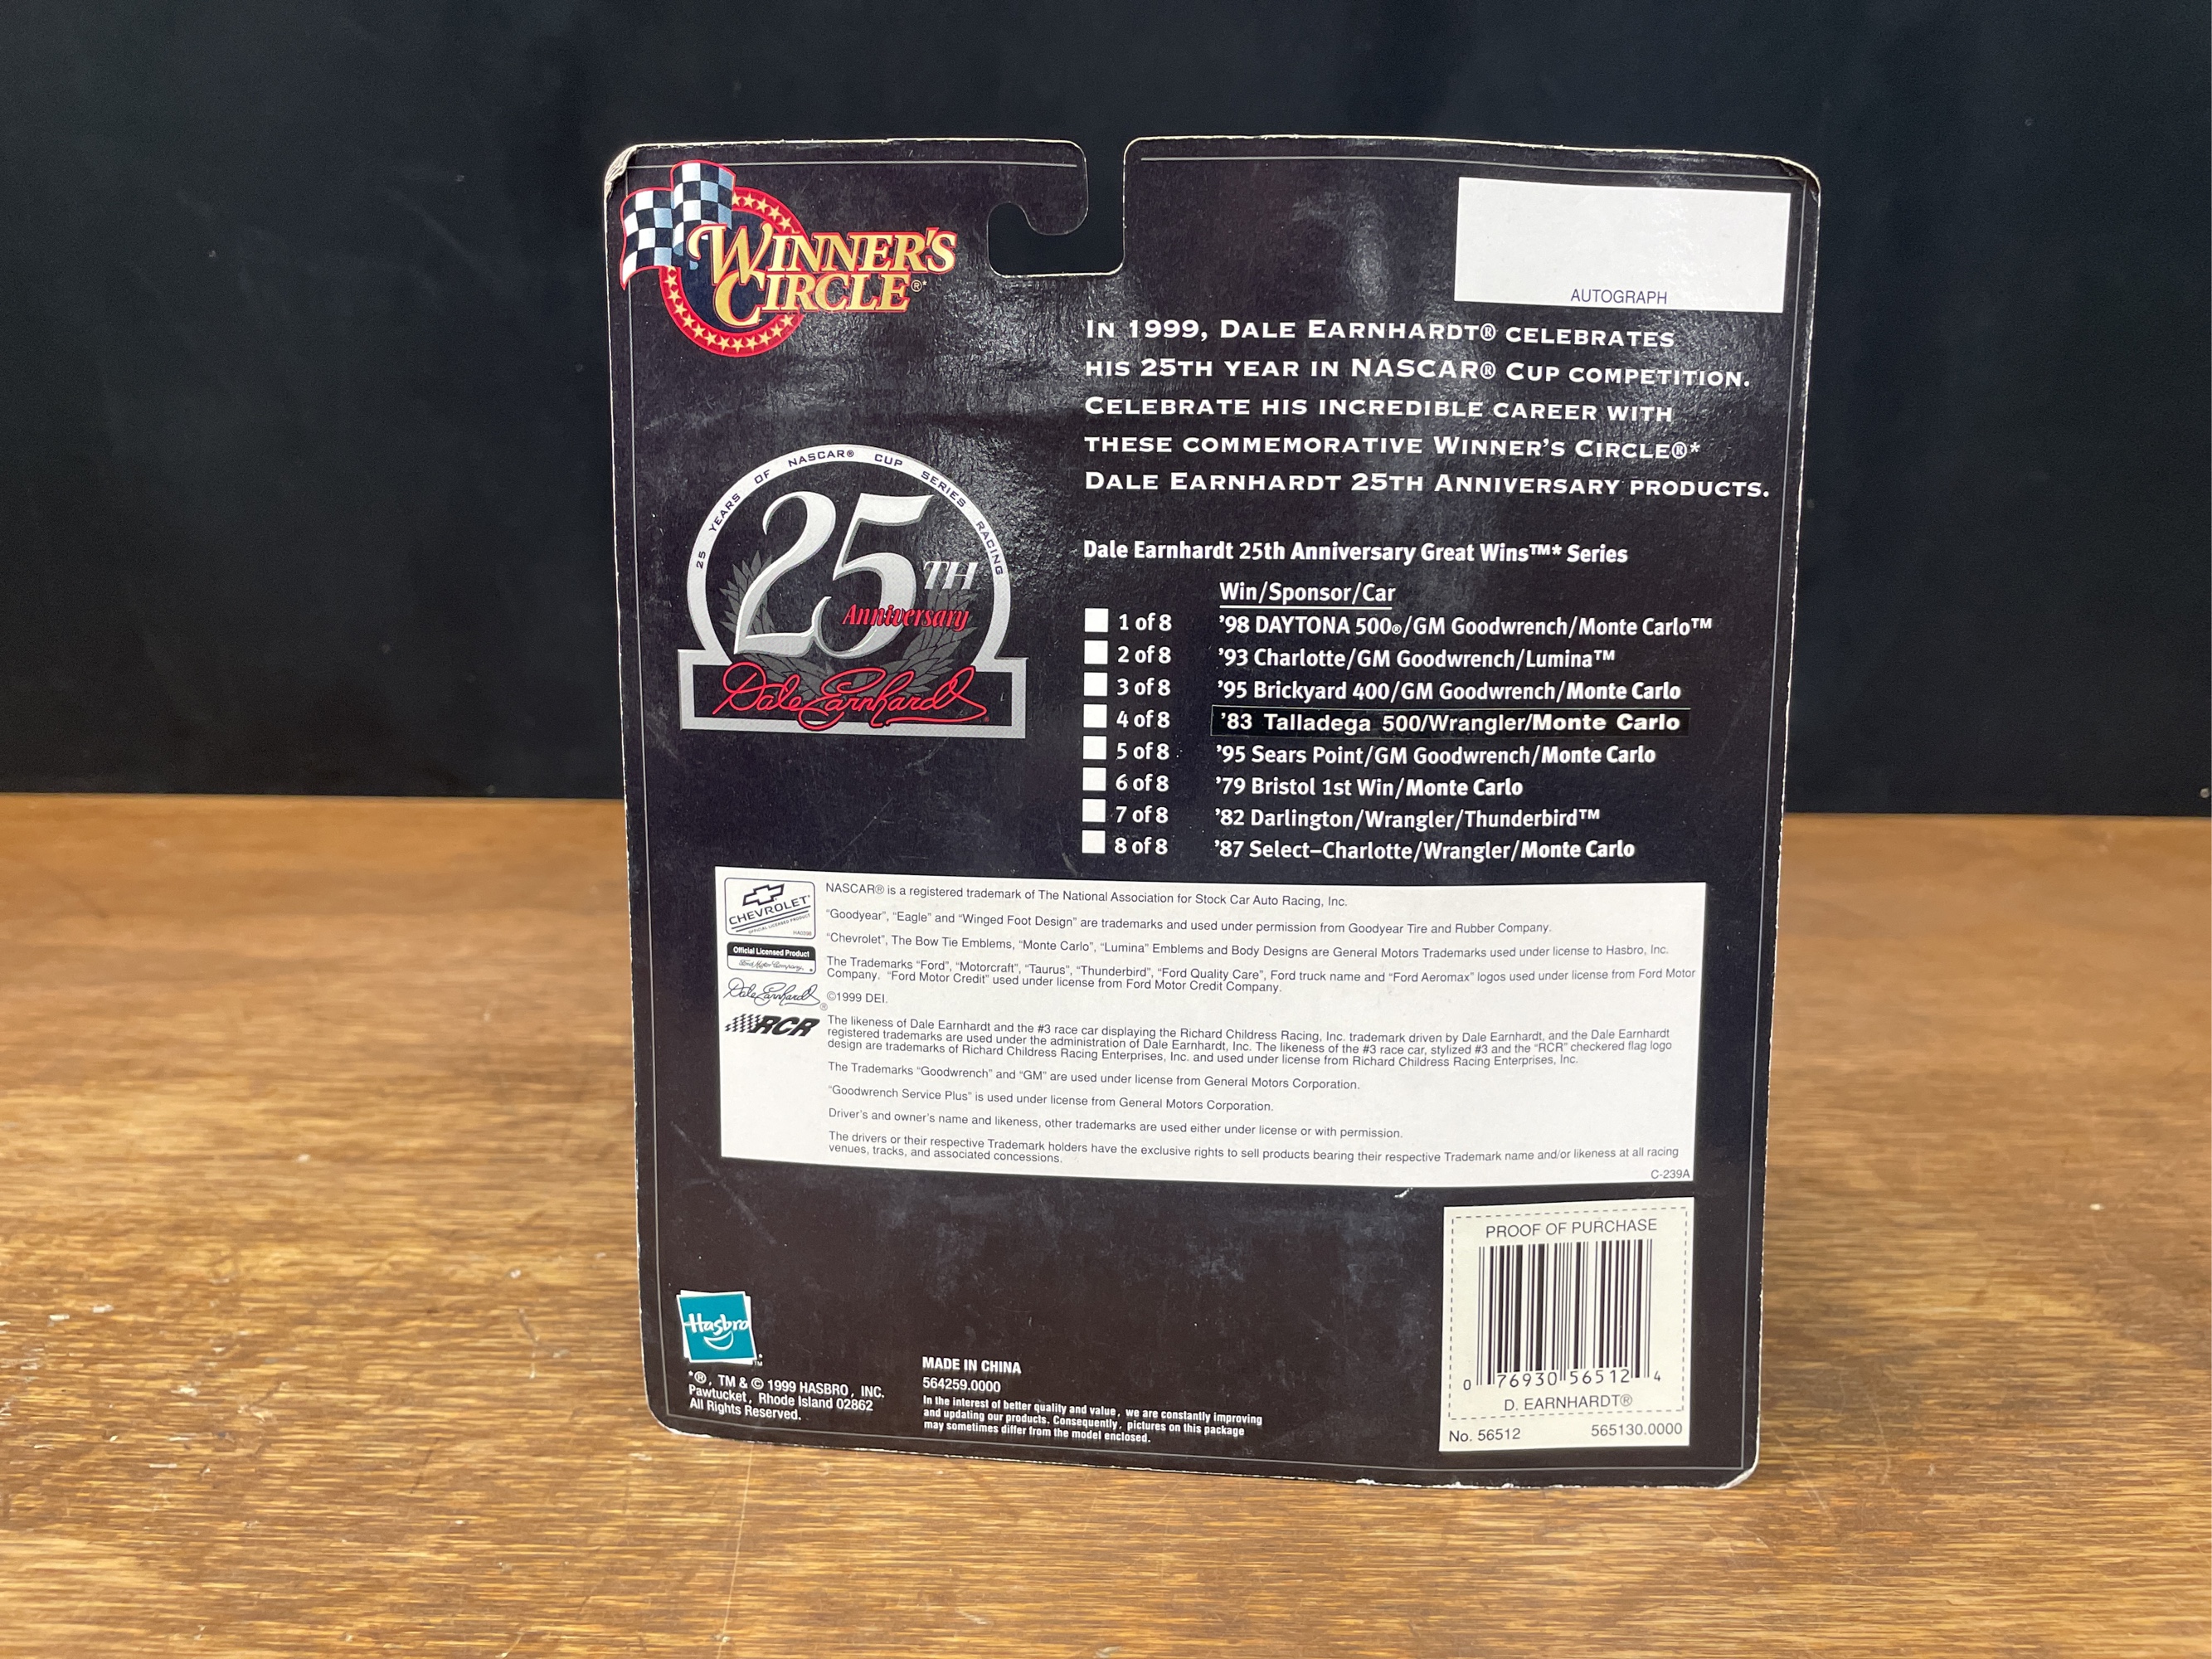 WINNER'S
CIRCLE®*
AUTOGRAPH
IN 1999, DALE EARNHARDT® CELEBRATES
HIS 25TH YEAR IN NASCAR® CUP COMPETITION.
CELEBRATE HIS INCREDIBLE CAREER WITH
THESE COMMEMORATIVE WINNER'S CIRCLE®*
DALE EARNHARDT 25TH ANNIVERSARY PRODUCTS.
25 YEARS OF NASCAR® CUP SERIES RACING
25TH
Anniversary
Dale Earnhardt
Dale Earnhardt 25th Anniversary Great Wins™* Series
Win/Sponsor/Car
1 of 8 '98 DAYTONA 500®/GM Goodwrench/Monte Carlo™
2 of 8 '93 Charlotte/GM Goodwrench/Lumina™
3 of 8 '95 Brickyard 400/GM Goodwrench/Monte Carlo
4 of 8 '83 Talladega 500/Wrangler/Monte Carlo
5 of 8 '95 Sears Point/GM Goodwrench/Monte Carlo
6 of 8 '79 Bristol 1st Win/Monte Carlo
7 of 8 '82 Darlington/Wrangler/Thunderbird™
8 of 8 '87 Select–Charlotte/Wrangler/Monte Carlo
CHEVROLET
OFFICIAL LICENSED PRODUCT
NASCAR® is a registered trademark of The National Association for Stock Car Auto Racing, Inc.
"Goodyear", "Eagle" and "Winged Foot Design" are trademarks and used under permission from Goodyear Tire and Rubber Company.
"Chevrolet", The Bow Tie Emblems, "Monte Carlo", "Lumina" Emblems and Body Designs are General Motors Trademarks used under license to Hasbro, Inc.
Official Licensed Product
Ford Motor Company
The Trademarks "Ford", "Motorcraft", "Taurus", "Thunderbird", "Ford Quality Care", Ford truck name and "Ford Aeromax" logos used under license from Ford Motor
Company. "Ford Motor Credit" used under license from Ford Motor Credit Company.
Dale Earnhardt® ©1999 DEI.
RCR
The likeness of Dale Earnhardt and the #3 race car displaying the Richard Childress Racing, Inc. trademark driven by Dale Earnhardt, and the Dale Earnhardt
registered trademarks are used under the administration of Dale Earnhardt, Inc. The likeness of the #3 race car, stylized #3 and the "RCR" checkered flag logo
design are trademarks of Richard Childress Racing Enterprises, Inc. and used under license from Richard Childress Racing Enterprises, Inc.
The Trademarks "Goodwrench" and "GM" are used under license from General Motors Corporation.
"Goodwrench Service Plus" is used under license from General Motors Corporation.
Driver's and owner's name and likeness, other trademarks are used either under license or with permission.
The drivers or their respective Trademark holders have the exclusive rights to sell products bearing their respective Trademark name and/or likeness at all racing
venues, tracks, and associated concessions.
C-239A
Hasbro
TM
*®, TM & © 1999 HASBRO, INC.
Pawtucket, Rhode Island 02862
All Rights Reserved.
MADE IN CHINA
564259.0000
In the interest of better quality and value, we are constantly improving
and updating our products. Consequently, pictures on this package
may sometimes differ from the model enclosed.
PROOF OF PURCHASE
0 76930 56512 4
D. EARNHARDT®
No. 56512 565130.0000